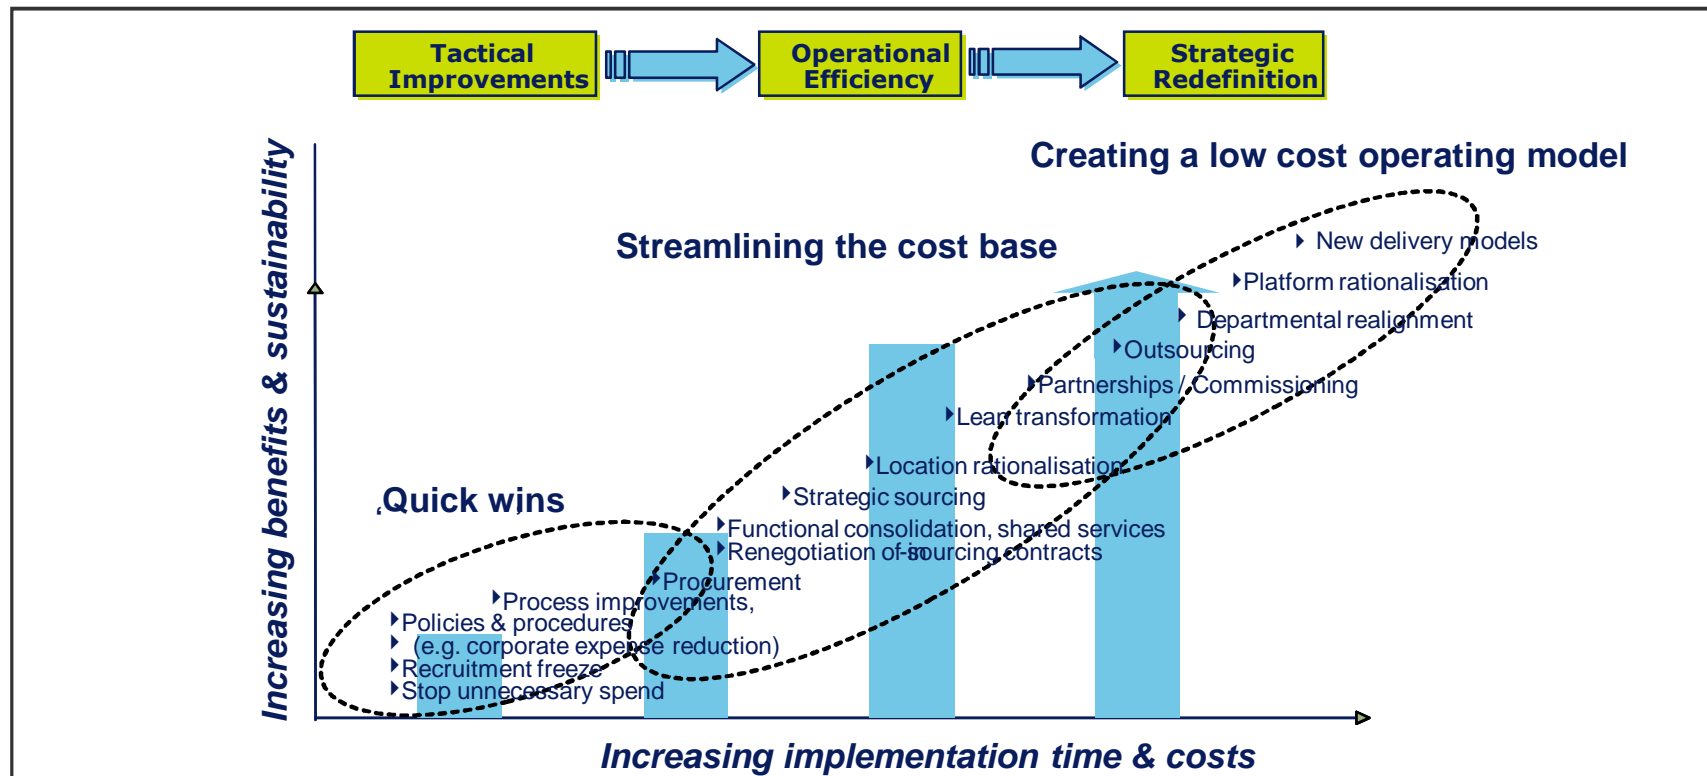 Tactical
Improvements
Operational
Efficiency
Strategic
Redefinition
Increasing benefits & sustainability
Creating a low cost operating model
New delivery models
Platform rationalisation
Departmental realignment
Outsourcing
Partnerships / Commissioning
Streamlining the cost base
Lean transformation
Location rationalisation
Strategic sourcing
Functional consolidation, shared services
Renegotiation of in-sourcing contracts
Procurement
Quick wins
Process improvements,
Policies & procedures
(e.g. corporate expense reduction)
Recruitment freeze
Stop unnecessary spend
Increasing implementation time & costs